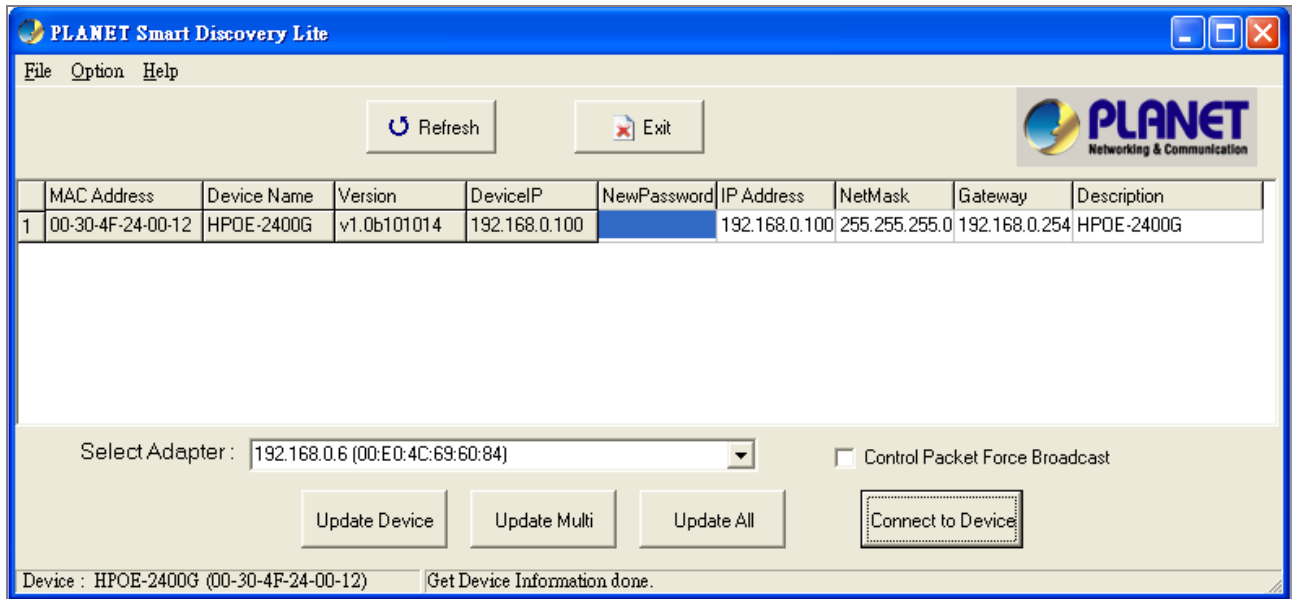 PLANET Smart Discovery Lite
File Option Help
Refresh Exit
PLANET
Networking & Communication
MAC Address Device Name Version DeviceIP NewPassword IP Address NetMask Gateway Description
1 00-30-4F-24-00-12 HPOE-2400G v1.0b101014 192.168.0.100 192.168.0.100 255.255.255.0 192.168.0.254 HPOE-2400G
Select Adapter : 192.168.0.6 (00:E0:4C:69:60:84) Control Packet Force Broadcast
Update Device Update Multi Update All Connect to Device
Device : HPOE-2400G (00-30-4F-24-00-12) Get Device Information done.